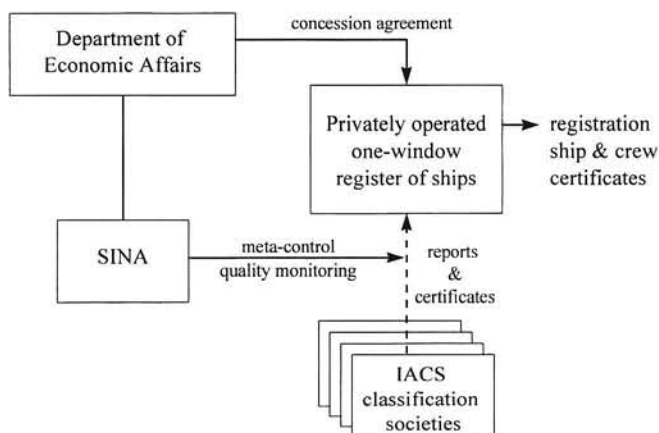 concession agreement
Department of
Economic Affairs
Privately operated
one-window
register of ships
registration
ship & crew
certificates
SINA
meta-control
quality monitoring
reports
&
certificates
IACS
classification
societies